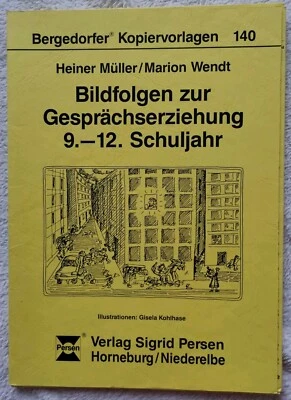 Bergedorfer® Kopiervorlagen 140
Heiner Müller/Marion Wendt
Bildfolgen zur
Gesprächserziehung
9.—12. Schuljahr
Illustrationen: Gisela Kohlhase
Persen
Verlag Sigrid Persen
Horneburg/Niederelbe